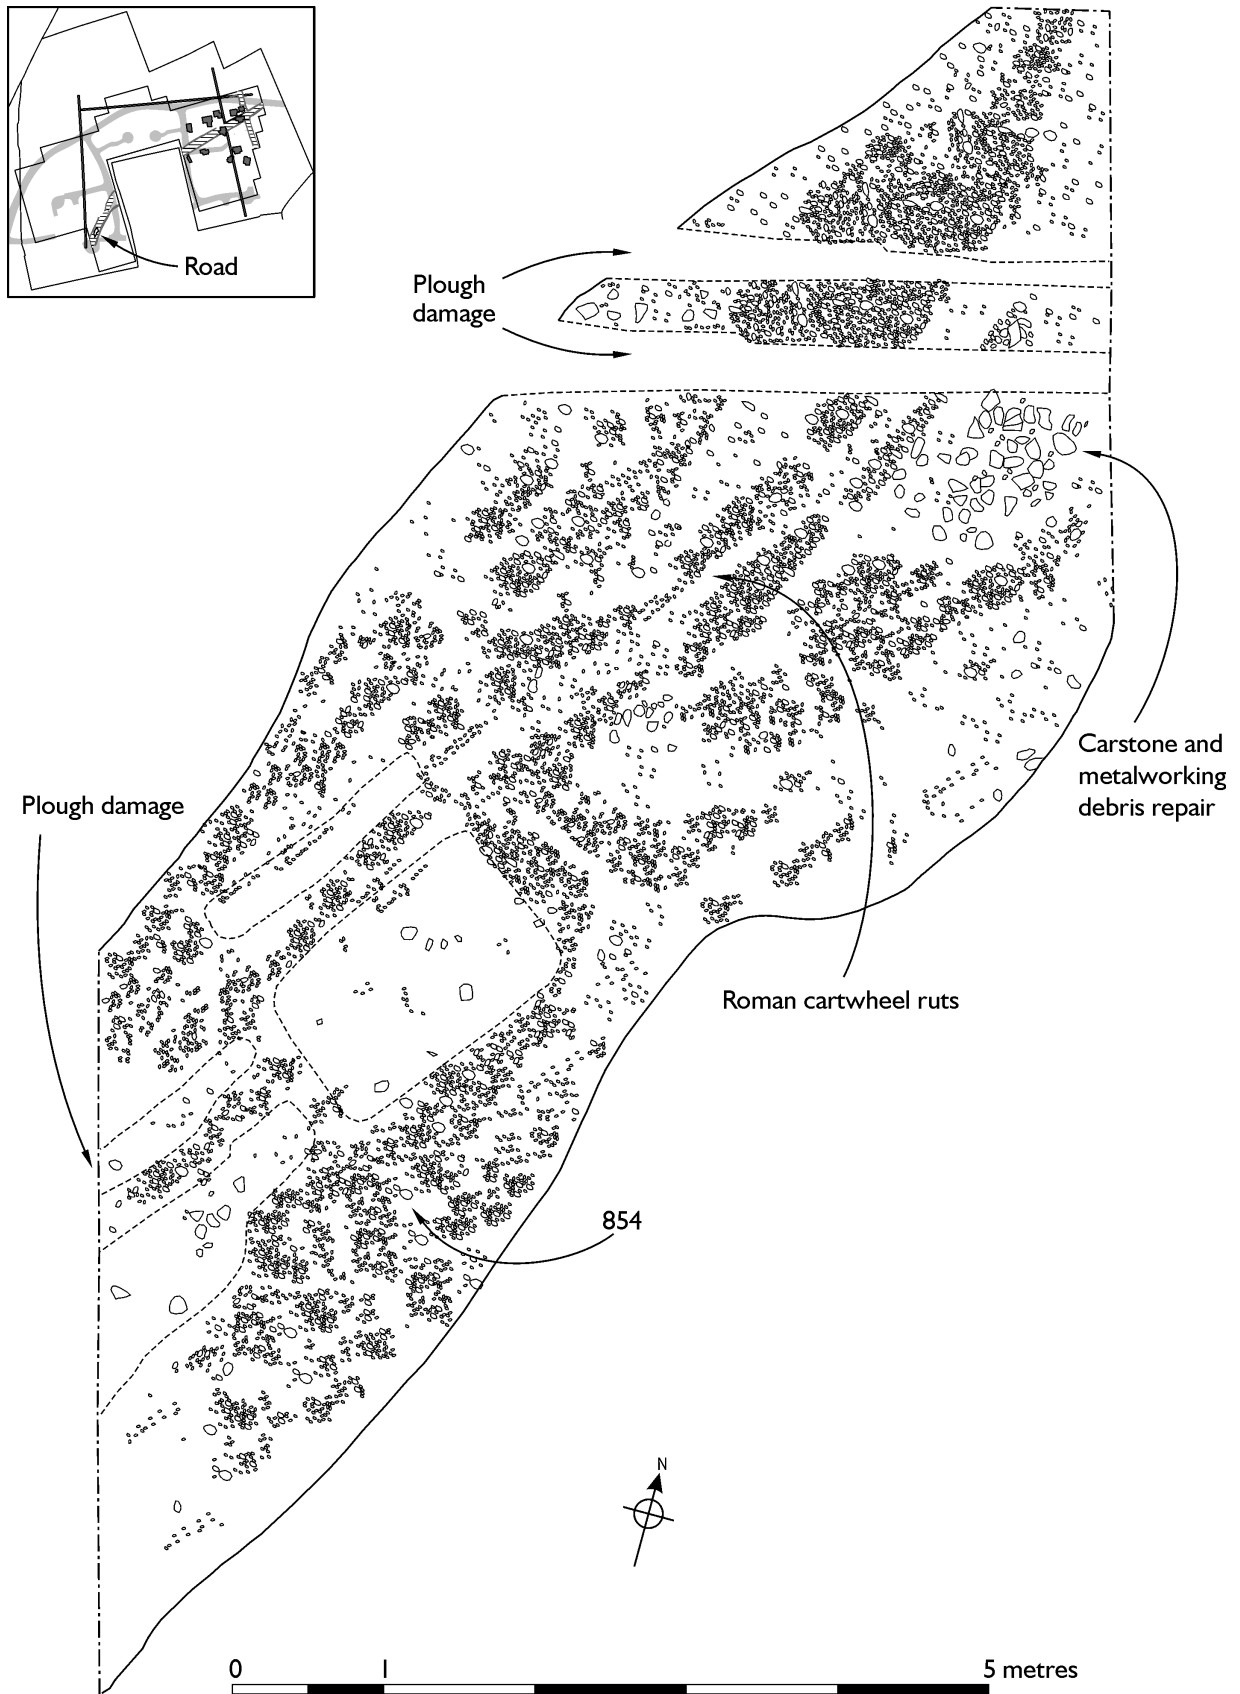 Road
Plough
damage
Carstone and
metalworking
debris repair
Plough damage
Roman cartwheel ruts
854
N
0 1 5 metres